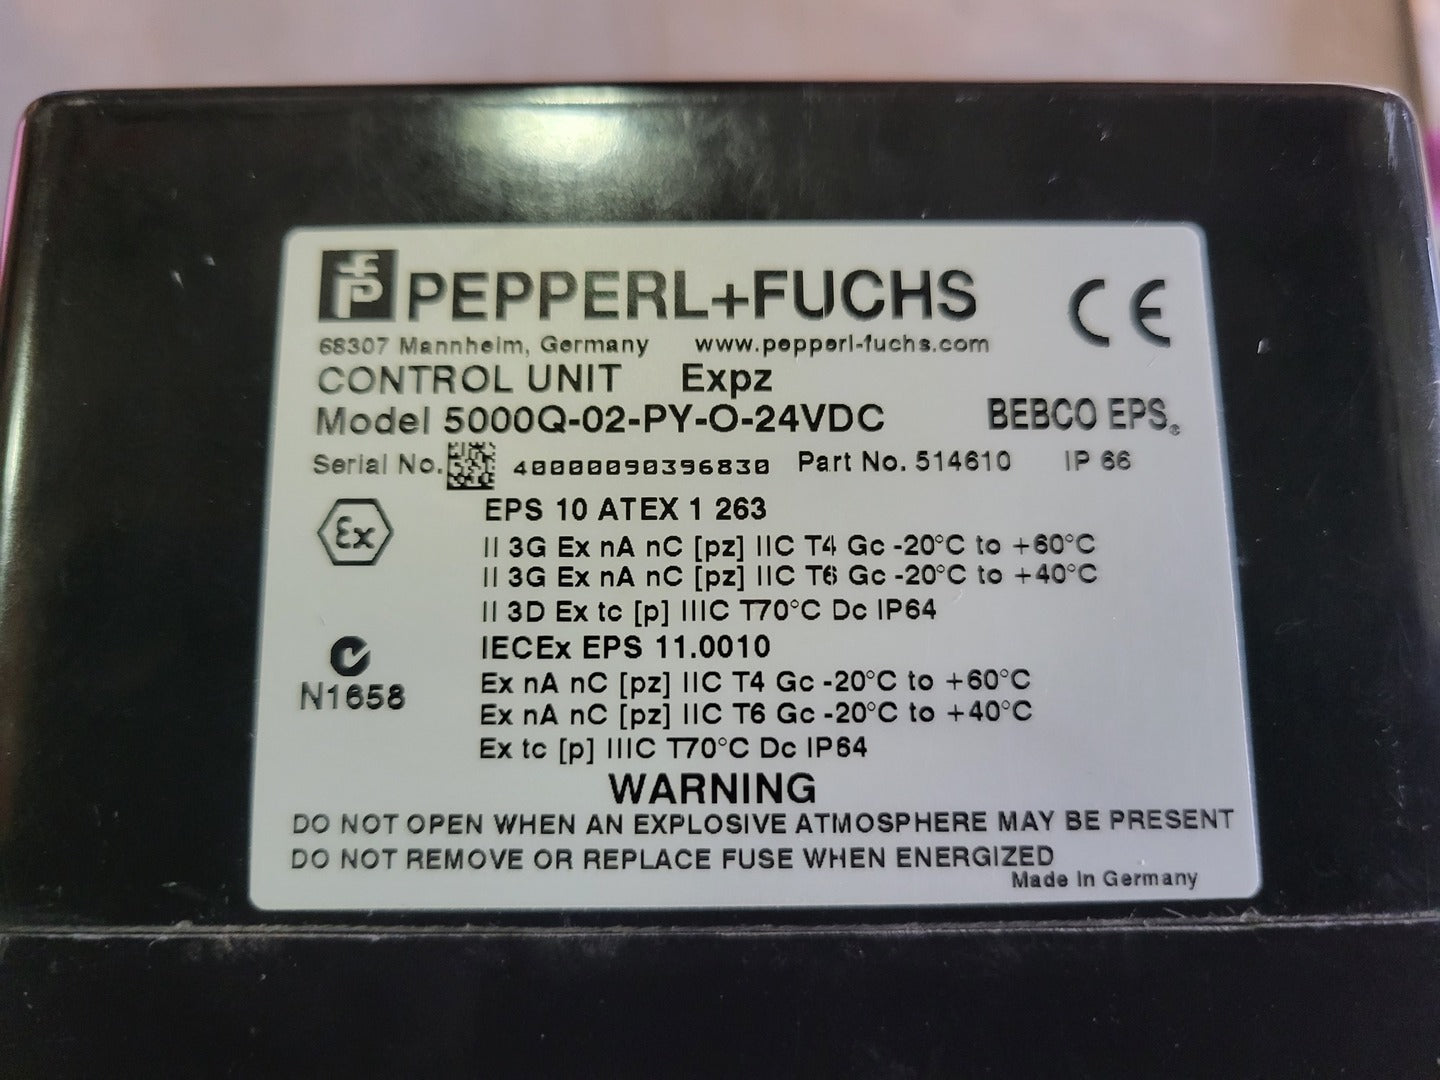 PEPPERL+FUCHS CE
68307 Mannheim, Germany www.pepperl-fuchs.com
CONTROL UNIT Expz
Model 5000Q-02-PY-O-24VDC BEBCO EPS®
Serial No. 40000090396830 Part No. 514610 IP 66
Ex EPS 10 ATEX 1 263
II 3G Ex nA nC [pz] IIC T4 Gc -20°C to +60°C
II 3G Ex nA nC [pz] IIC T6 Gc -20°C to +40°C
II 3D Ex tc [p] IIIC T70°C Dc IP64
IECEx EPS 11.0010
N1658 Ex nA nC [pz] IIC T4 Gc -20°C to +60°C
Ex nA nC [pz] IIC T6 Gc -20°C to +40°C
Ex tc [p] IIIC T70°C Dc IP64
WARNING
DO NOT OPEN WHEN AN EXPLOSIVE ATMOSPHERE MAY BE PRESENT
DO NOT REMOVE OR REPLACE FUSE WHEN ENERGIZED
Made In Germany